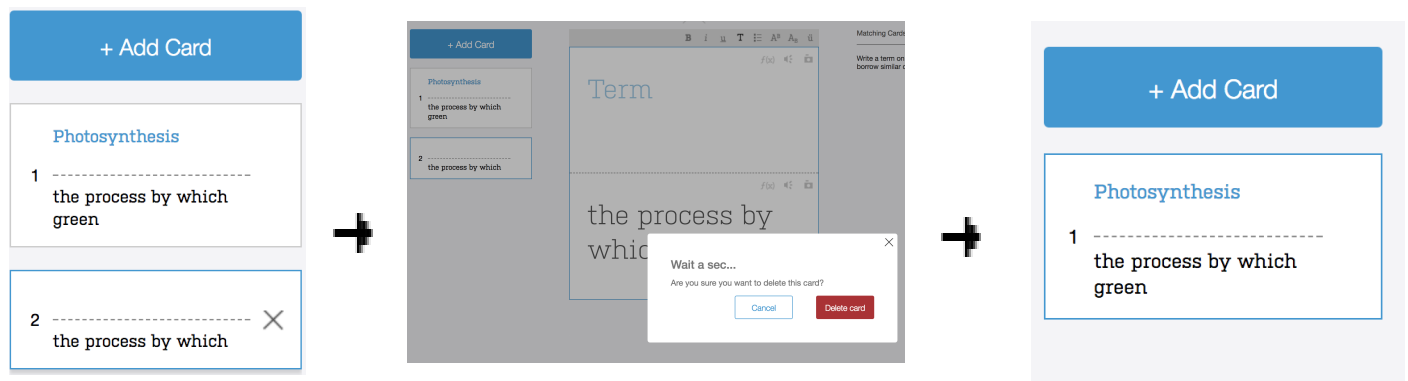 + Add Card
Photosynthesis
1
the process by which
green
2
the process by which
+ Add Card
Photosynthesis
1
the process by which
green
2
the process by which
B i u T A
f(x)
Term
f(x)
the process by
Matching Cards
Write a term on
borrow similar
Wait a sec...
Are you sure you want to delete this card?
Cancel
Delete card
+ Add Card
Photosynthesis
1
the process by which
green